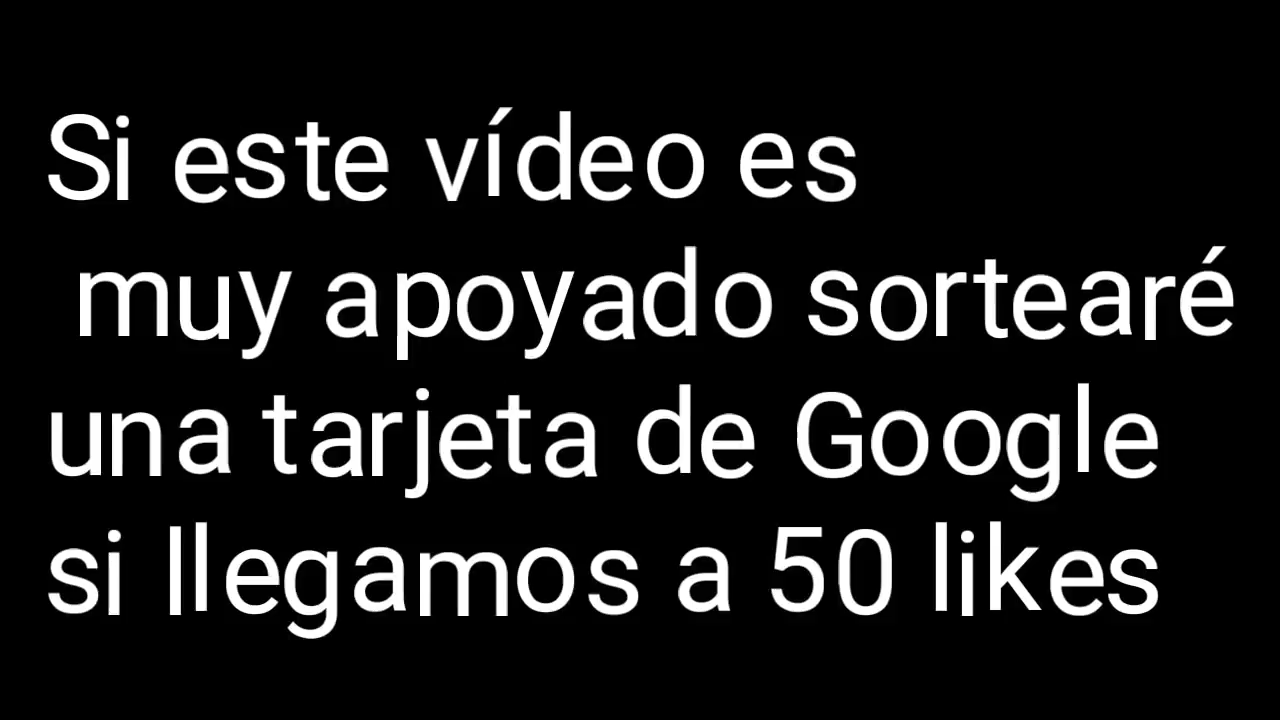 Si este vídeo es
muy apoyado sortearé
una tarjeta de Google
si llegamos a 50 likes